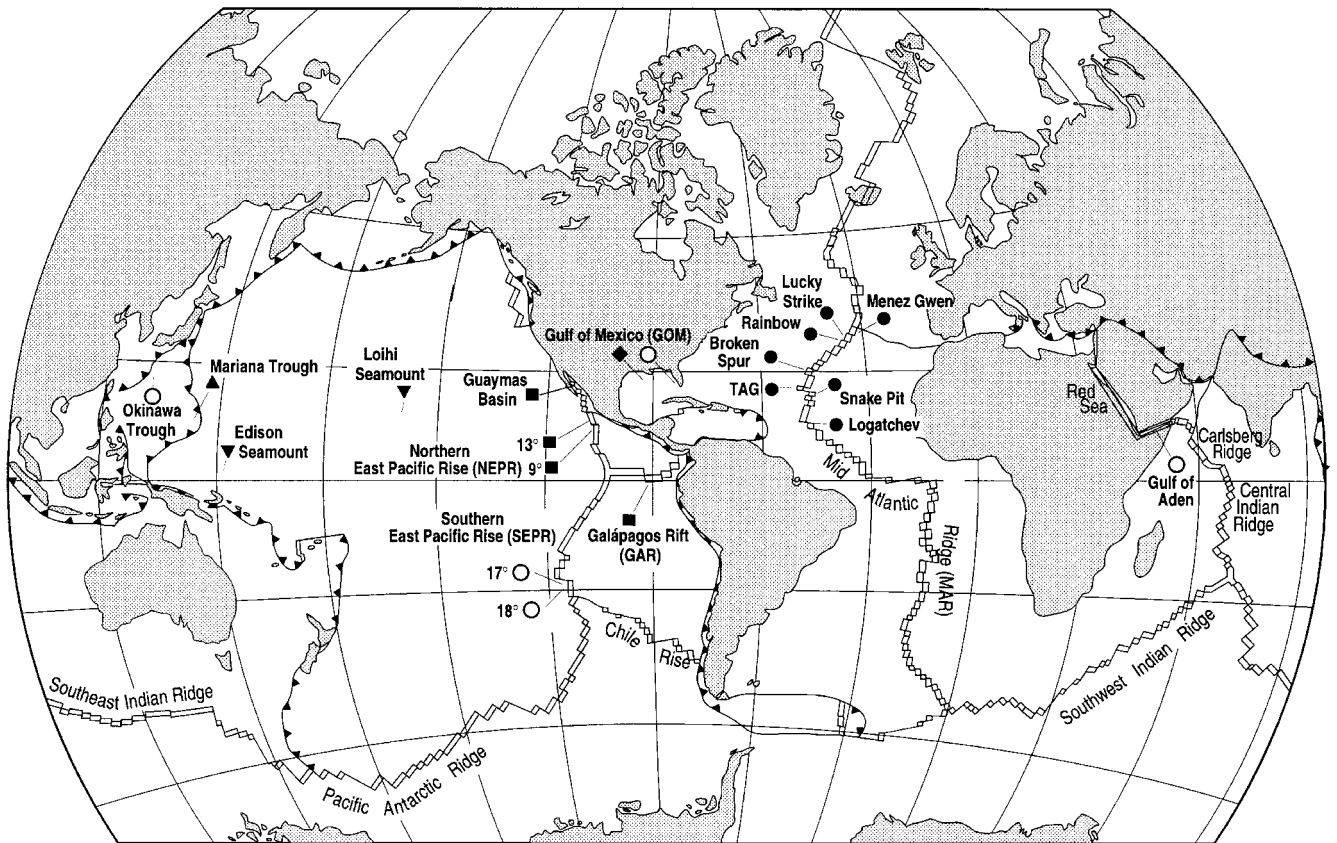 Lucky
Strike
Menez Gwen
Rainbow
Gulf of Mexico (GOM)
Broken
Spur
Mariana Trough
Loihi
Seamount
Guaymas
Basin
TAG
Snake Pit
Red
Sea
Okinawa
Trough
Logatchev
Edison
Seamount
13°
Carlsberg
Ridge
Northern
East Pacific Rise (NEPR) 9°
Mid
Atlantic
Ridge (MAR)
Gulf of
Aden
Central
Indian
Ridge
Southern
East Pacific Rise (SEPR)
Galápagos Rift
(GAR)
17°
18°
Chile
Rise
Southeast Indian Ridge
Southwest Indian Ridge
Pacific Antarctic Ridge